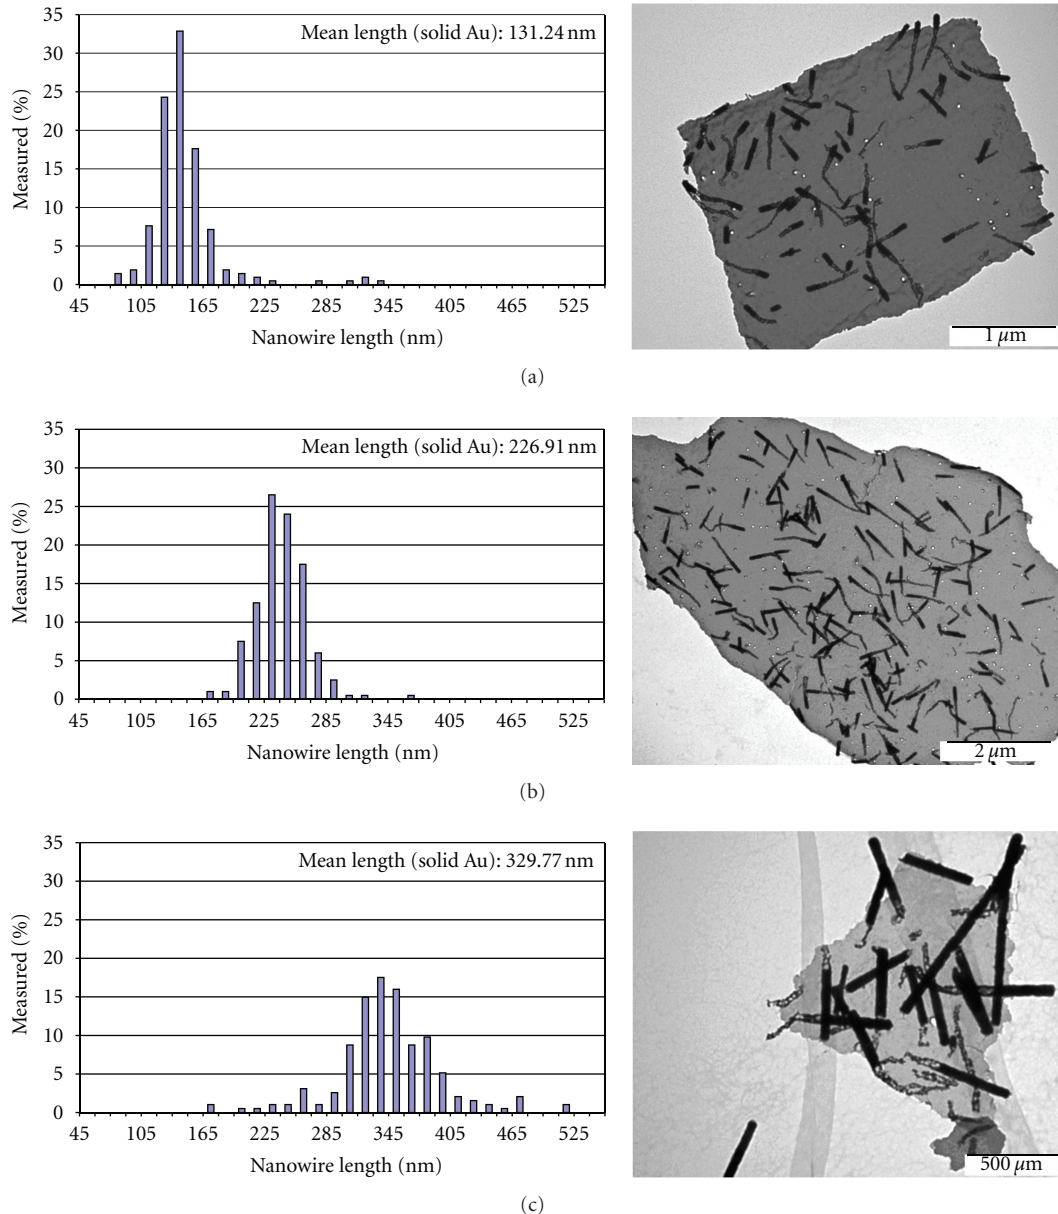 35
30
25
20
15
10
5
0
Measured (%)
Mean length (solid Au): 131.24 nm
45 105 165 225 285 345 405 465 525
Nanowire length (nm)
1 µm
(a)
35
30
25
20
15
10
5
0
Measured (%)
Mean length (solid Au): 226.91 nm
45 105 165 225 285 345 405 465 525
Nanowire length (nm)
2 µm
(b)
35
30
25
20
15
10
5
0
Measured (%)
Mean length (solid Au): 329.77 nm
45 105 165 225 285 345 405 465 525
Nanowire length (nm)
500 µm
(c)